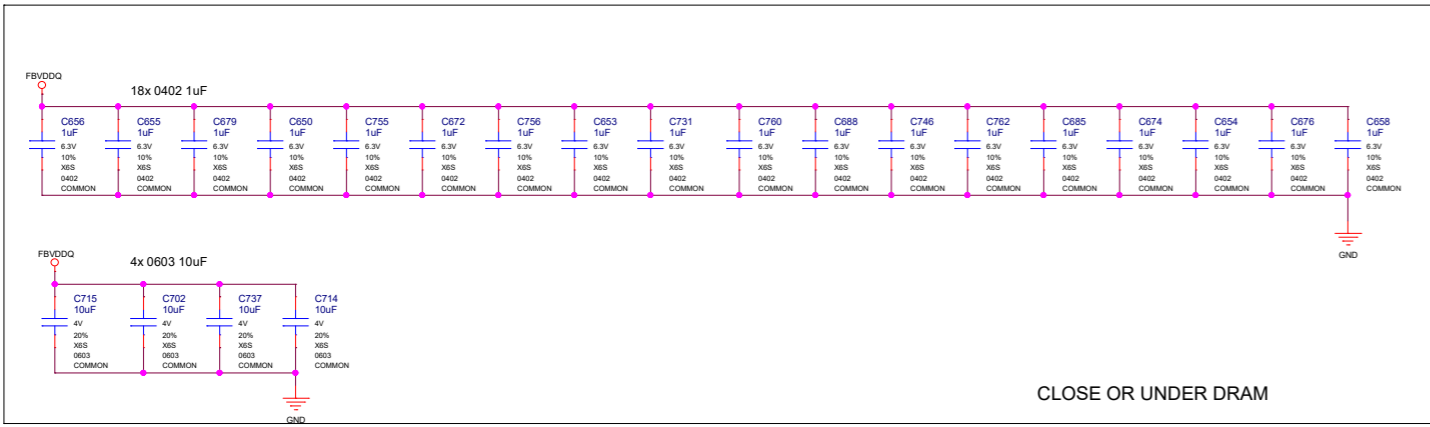 FBVDDQ
18x 0402 1uF
C656
1uF
6.3V
10%
X6S
0402
COMMON
C655
1uF
6.3V
10%
X6S
0402
COMMON
C679
1uF
6.3V
10%
X6S
0402
COMMON
C650
1uF
6.3V
10%
X6S
0402
COMMON
C755
1uF
6.3V
10%
X6S
0402
COMMON
C672
1uF
6.3V
10%
X6S
0402
COMMON
C756
1uF
6.3V
10%
X6S
0402
COMMON
C653
1uF
6.3V
10%
X6S
0402
COMMON
C731
1uF
6.3V
10%
X6S
0402
COMMON
C760
1uF
6.3V
10%
X6S
0402
COMMON
C688
1uF
6.3V
10%
X6S
0402
COMMON
C746
1uF
6.3V
10%
X6S
0402
COMMON
C762
1uF
6.3V
10%
X6S
0402
COMMON
C685
1uF
6.3V
10%
X6S
0402
COMMON
C674
1uF
6.3V
10%
X6S
0402
COMMON
C654
1uF
6.3V
10%
X6S
0402
COMMON
C676
1uF
6.3V
10%
X6S
0402
COMMON
C658
1uF
6.3V
10%
X6S
0402
COMMON
GND
FBVDDQ
4x 0603 10uF
C715
10uF
4V
20%
X6S
0603
COMMON
C702
10uF
4V
20%
X6S
0603
COMMON
C737
10uF
4V
20%
X6S
0603
COMMON
C714
10uF
4V
20%
X6S
0603
COMMON
GND
CLOSE OR UNDER DRAM